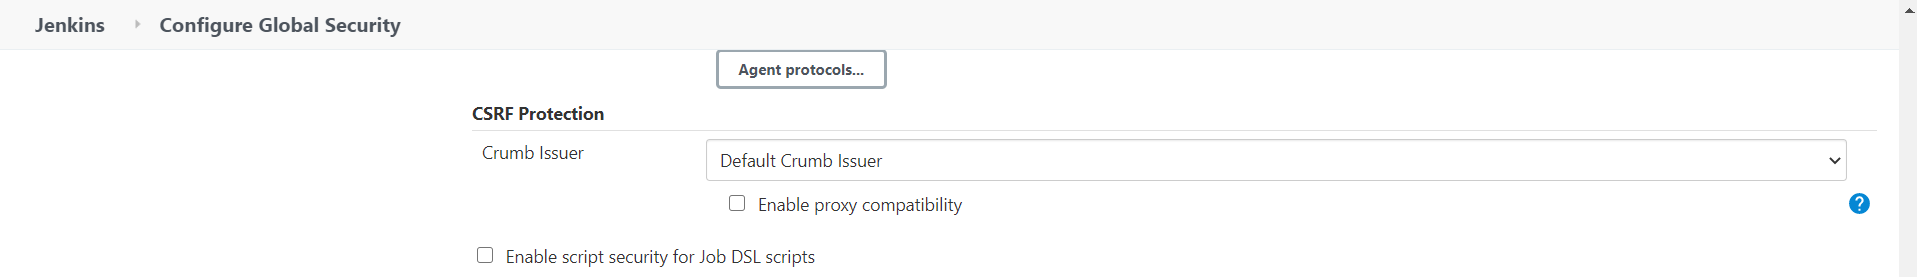 Jenkins Configure Global Security
Agent protocols...
CSRF Protection
Crumb Issuer
Default Crumb Issuer
Enable proxy compatibility
?
Enable script security for Job DSL scripts